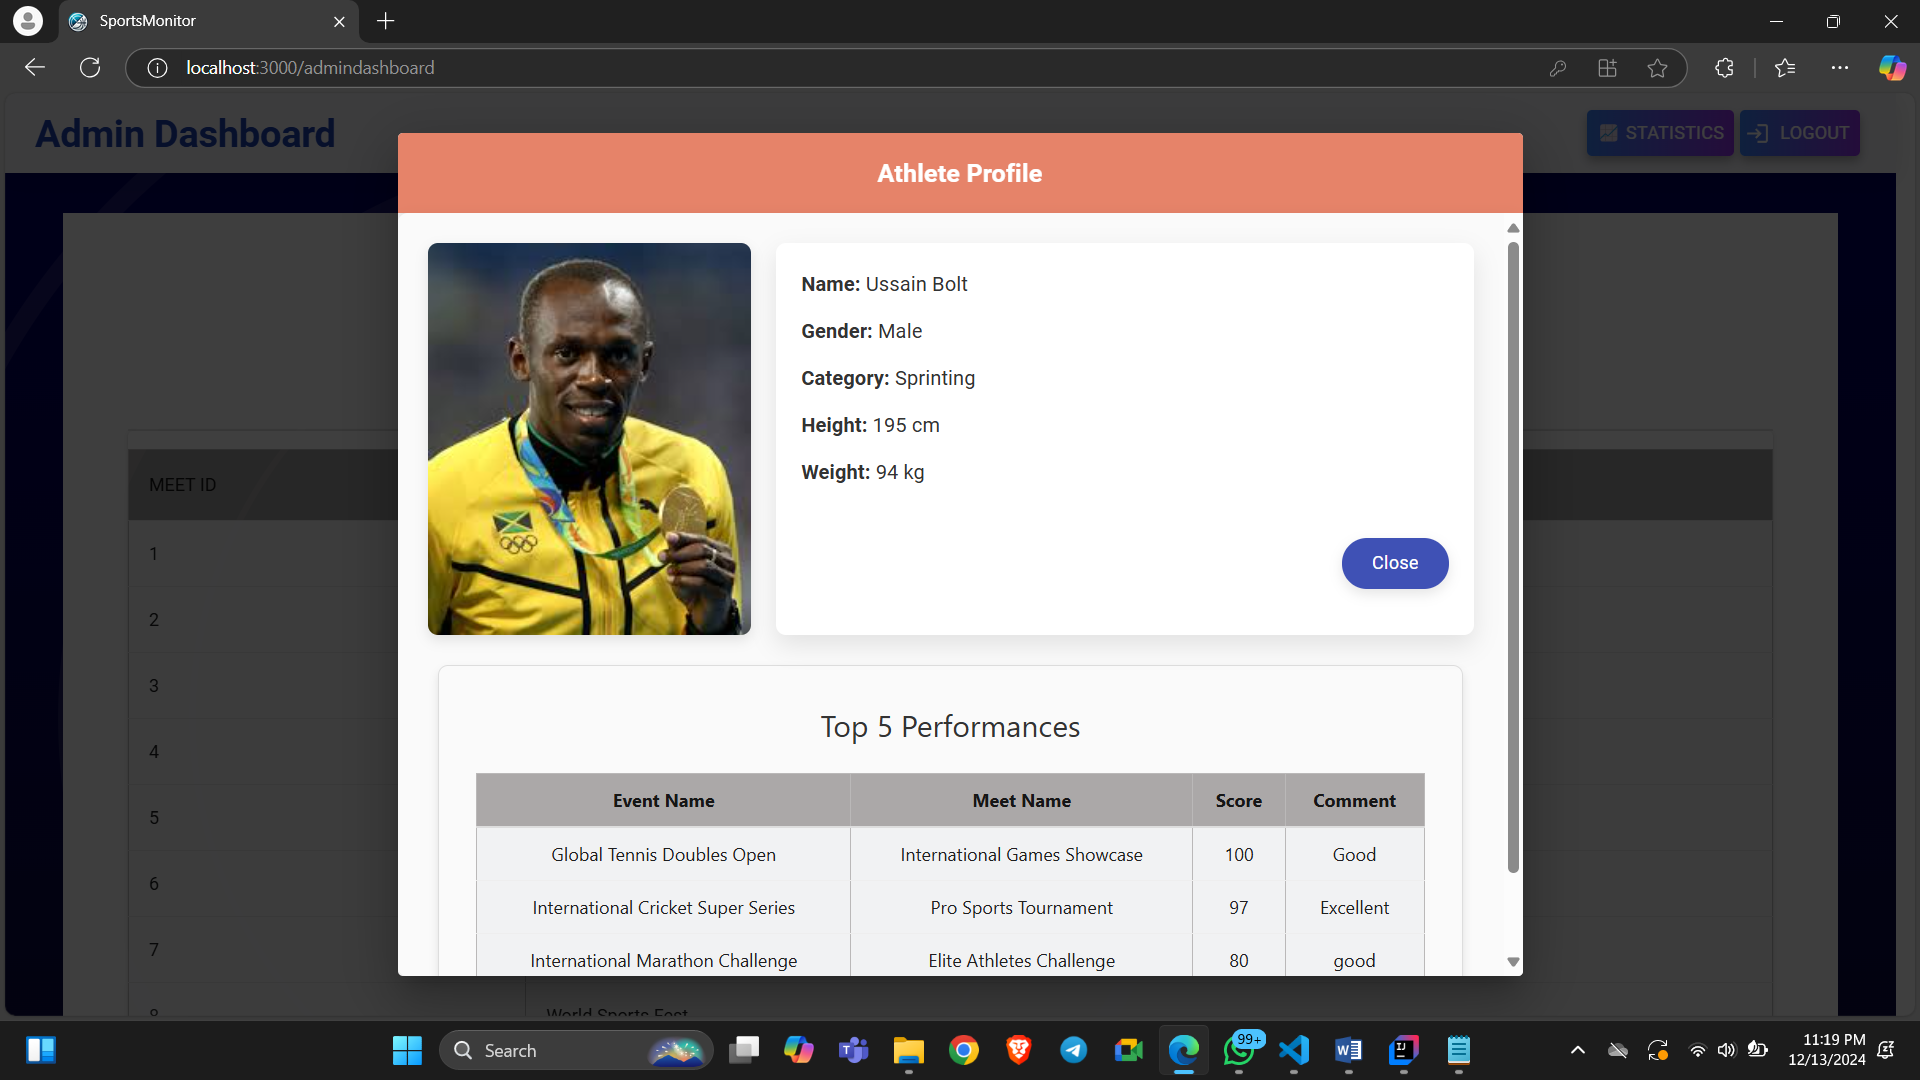 SportsMonitor
localhost:3000/admindashboard
Admin Dashboard
STATISTICS
LOGOUT
Athlete Profile
Name: Ussain Bolt
Gender: Male
Category: Sprinting
Height: 195 cm
Weight: 94 kg
Close
MEET ID
1
2
3
4
5
6
7
8
World Sports Fest
Top 5 Performances
Event Name Meet Name Score Comment
Global Tennis Doubles Open International Games Showcase 100 Good
International Cricket Super Series Pro Sports Tournament 97 Excellent
International Marathon Challenge Elite Athletes Challenge 80 good
Search
99+
11:19 PM
12/13/2024